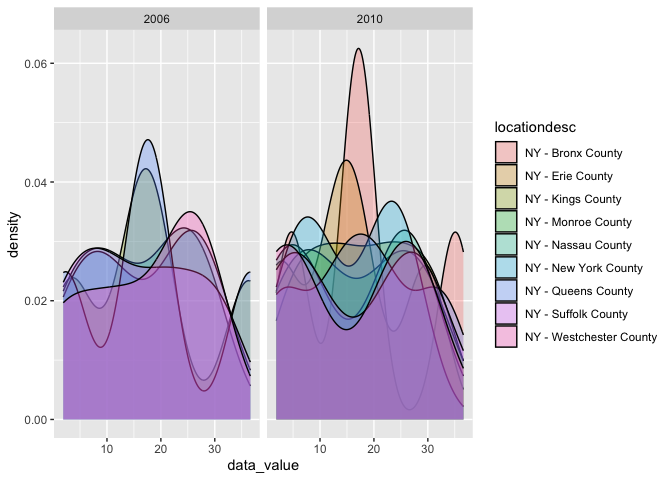 2006
2010
0.06
0.04
0.02
0.00
density
10
20
30
10
20
30
data_value
locationdesc
NY - Bronx County
NY - Erie County
NY - Kings County
NY - Monroe County
NY - Nassau County
NY - New York County
NY - Queens County
NY - Suffolk County
NY - Westchester County